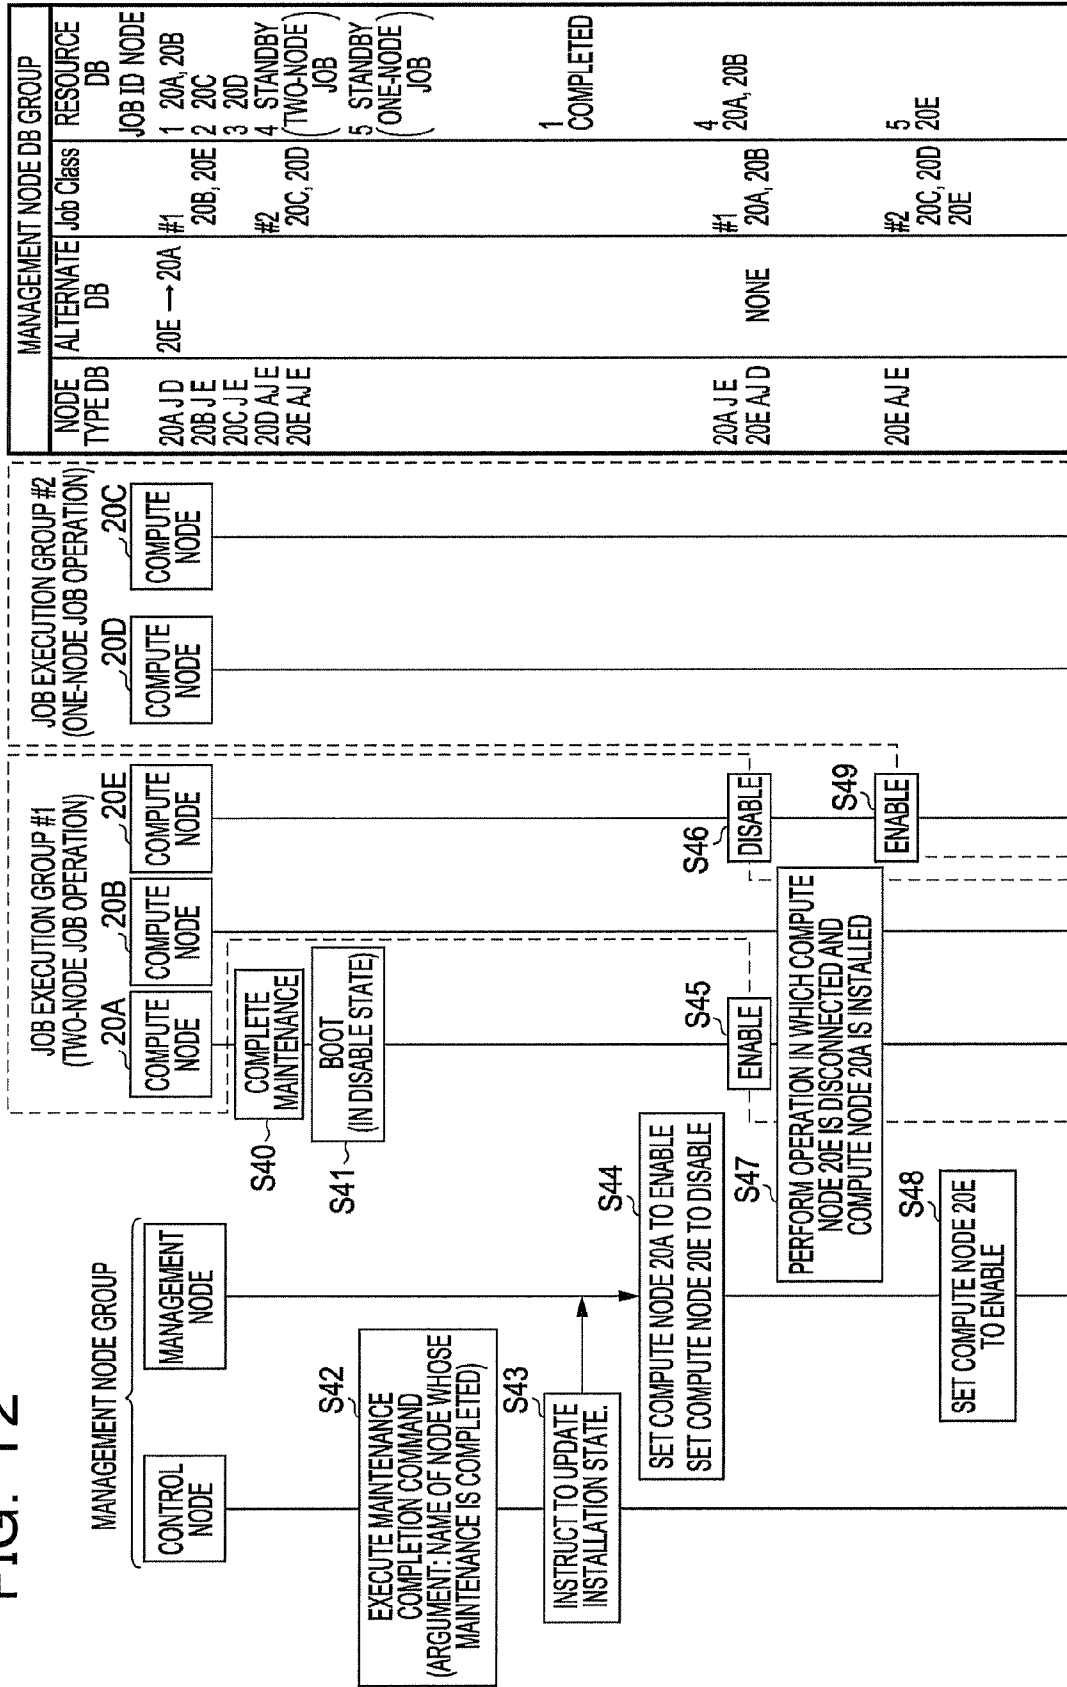 FIG. 12
MANAGEMENT NODE GROUP
CONTROL
NODE
MANAGEMENT
NODE
JOB EXECUTION GROUP #1
(TWO-NODE JOB OPERATION)
20A
COMPUTE
NODE
20B
COMPUTE
NODE
20E
COMPUTE
NODE
JOB EXECUTION GROUP #2
(ONE-NODE JOB OPERATION)
20D
COMPUTE
NODE
20C
COMPUTE
NODE
S40
COMPLETE
MAINTENANCE
S41
BOOT
(IN DISABLE STATE)
S42
EXECUTE MAINTENANCE
COMPLETION COMMAND
(ARGUMENT: NAME OF NODE WHOSE
MAINTENANCE IS COMPLETED)
S43
INSTRUCT TO UPDATE
INSTALLATION STATE.
S44
SET COMPUTE NODE 20A TO ENABLE
SET COMPUTE NODE 20E TO DISABLE
S45
ENABLE
S46
DISABLE
S47
PERFORM OPERATION IN WHICH COMPUTE
NODE 20E IS DISCONNECTED AND
COMPUTE NODE 20A IS INSTALLED
S48
SET COMPUTE NODE 20E
TO ENABLE
S49
ENABLE
MANAGEMENT NODE DB GROUP
NODE
TYPE DB
20A J D
20B J E
20C J E
20D AJ E
20E AJ E
20A J E
20E AJ D
20E AJ E
ALTERNATE
DB
20E → 20A
NONE
Job Class
#1
20B, 20E
#2
20C, 20D
#1
20A, 20B
#2
20C, 20D
20E
RESOURCE
DB
JOB ID NODE
1 20A, 20B
2 20C
3 20D
4 STANDBY
(TWO-NODE
JOB)
5 STANDBY
(ONE-NODE
JOB)
1
COMPLETED
4
20A, 20B
5
20E